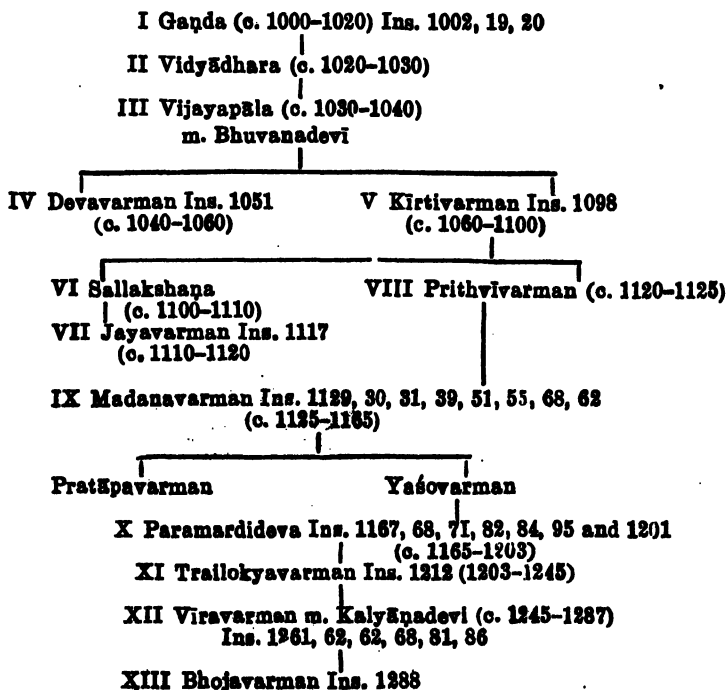 I Gaṇda (c. 1000–1020) Ins. 1002, 19, 20
II Vidyādhara (c. 1020–1030)
III Vijayapāla (c. 1030–1040)
m. Bhuvanadevī
IV Devavarman Ins. 1051
(c. 1040–1060)
V Kīrtivarman Ins. 1098
(c. 1060–1100)
VI Sallakshaṇa
(c. 1100–1110)
VII Jayavarman Ins. 1117
(c. 1110–1120
VIII Prithvīvarman (c. 1120–1125)
IX Madanavarman Ins. 1129, 30, 31, 39, 51, 55, 68, 62
(c. 1125–1165)
Pratāpavarman
Yaśovarman
X Paramardideva Ins. 1167, 68, 71, 82, 84, 95 and 1201
(c. 1165–1203)
XI Trailokyavarman Ins. 1212 (1203–1245)
XII Vīravarman m. Kalyāṇadevi (c. 1245–1287)
Ins. 1261, 62, 62, 68, 81, 86
XIII Bhojavarman Ins. 1288